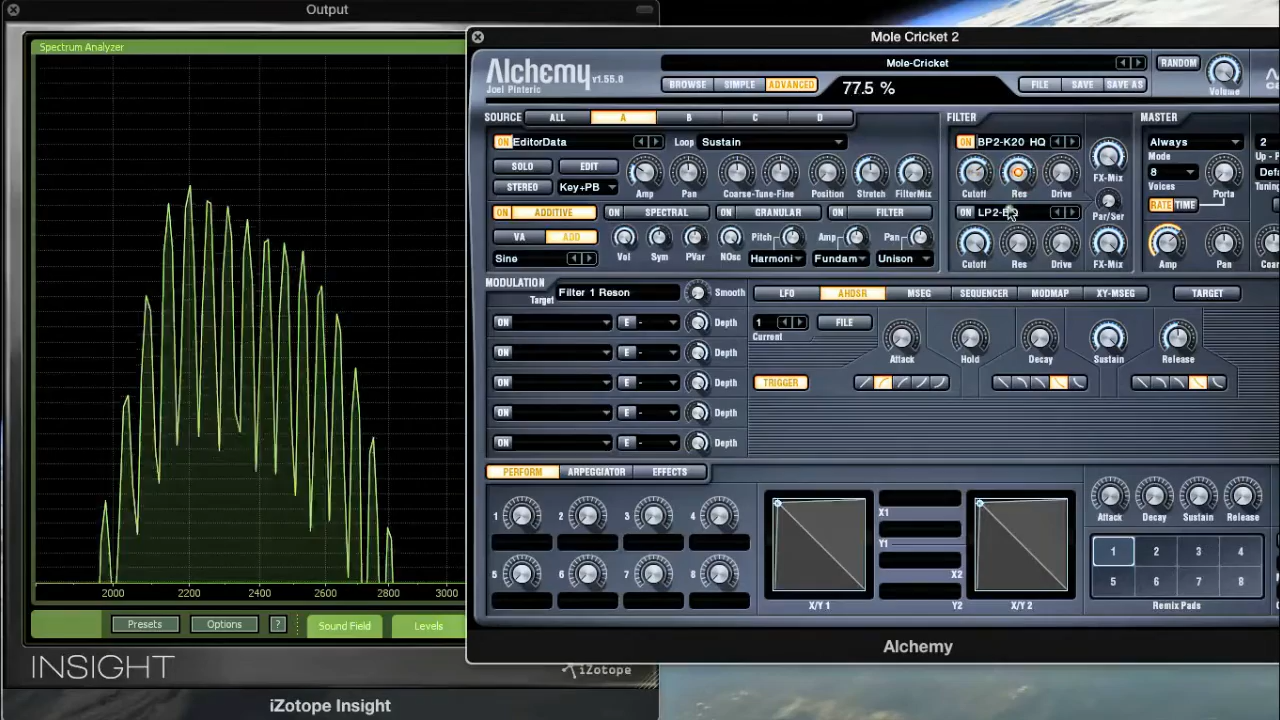 Output
Spectrum Analyzer
2000 2200 2400 2600 2800 3000
Presets Options ? Sound Field Levels
INSIGHT
iZotope
iZotope Insight
Mole Cricket 2
Alchemy v1.55.0
Joel Pinteric
Mole-Cricket
BROWSE SIMPLE ADVANCED
77.5 %
FILE SAVE SAVE AS
RANDOM
Volume
SOURCE ALL A B C D
ON EditorData Loop Sustain
SOLO EDIT
STEREO Key+PB
Amp Pan Coarse-Tune-Fine Position Stretch FilterMix
ON ADDITIVE ON SPECTRAL ON GRANULAR ON FILTER
VA ADD
Sine
Vol Sym PVar NOsc
Pitch Amp Pan
Harmoni Fundam Unison
FILTER
ON BP2-K20 HQ
Cutoff Res Drive FX-Mix
Par/Ser
ON
Cutoff Res Drive FX-Mix
MASTER
Always 2
Mode Up - P
8
Voices Porta
RATE TIME
Amp Pan Coa
MODULATION
Target Filter 1 Reson Smooth
ON E - Depth
ON E - Depth
ON E - Depth
ON E - Depth
ON E - Depth
LFO AHDSR MSEG SEQUENCER MODMAP XY-MSEG TARGET
1 FILE
Current
Attack Hold Decay Sustain Release
TRIGGER
PERFORM ARPEGGIATOR EFFECTS
1 2 3 4
5 6 7 8
X1
Y1
X2
Y2
X/Y 1 X/Y 2
Attack Decay Sustain Release
1 2 3 4
5 6 7 8
Remix Pads
Alchemy